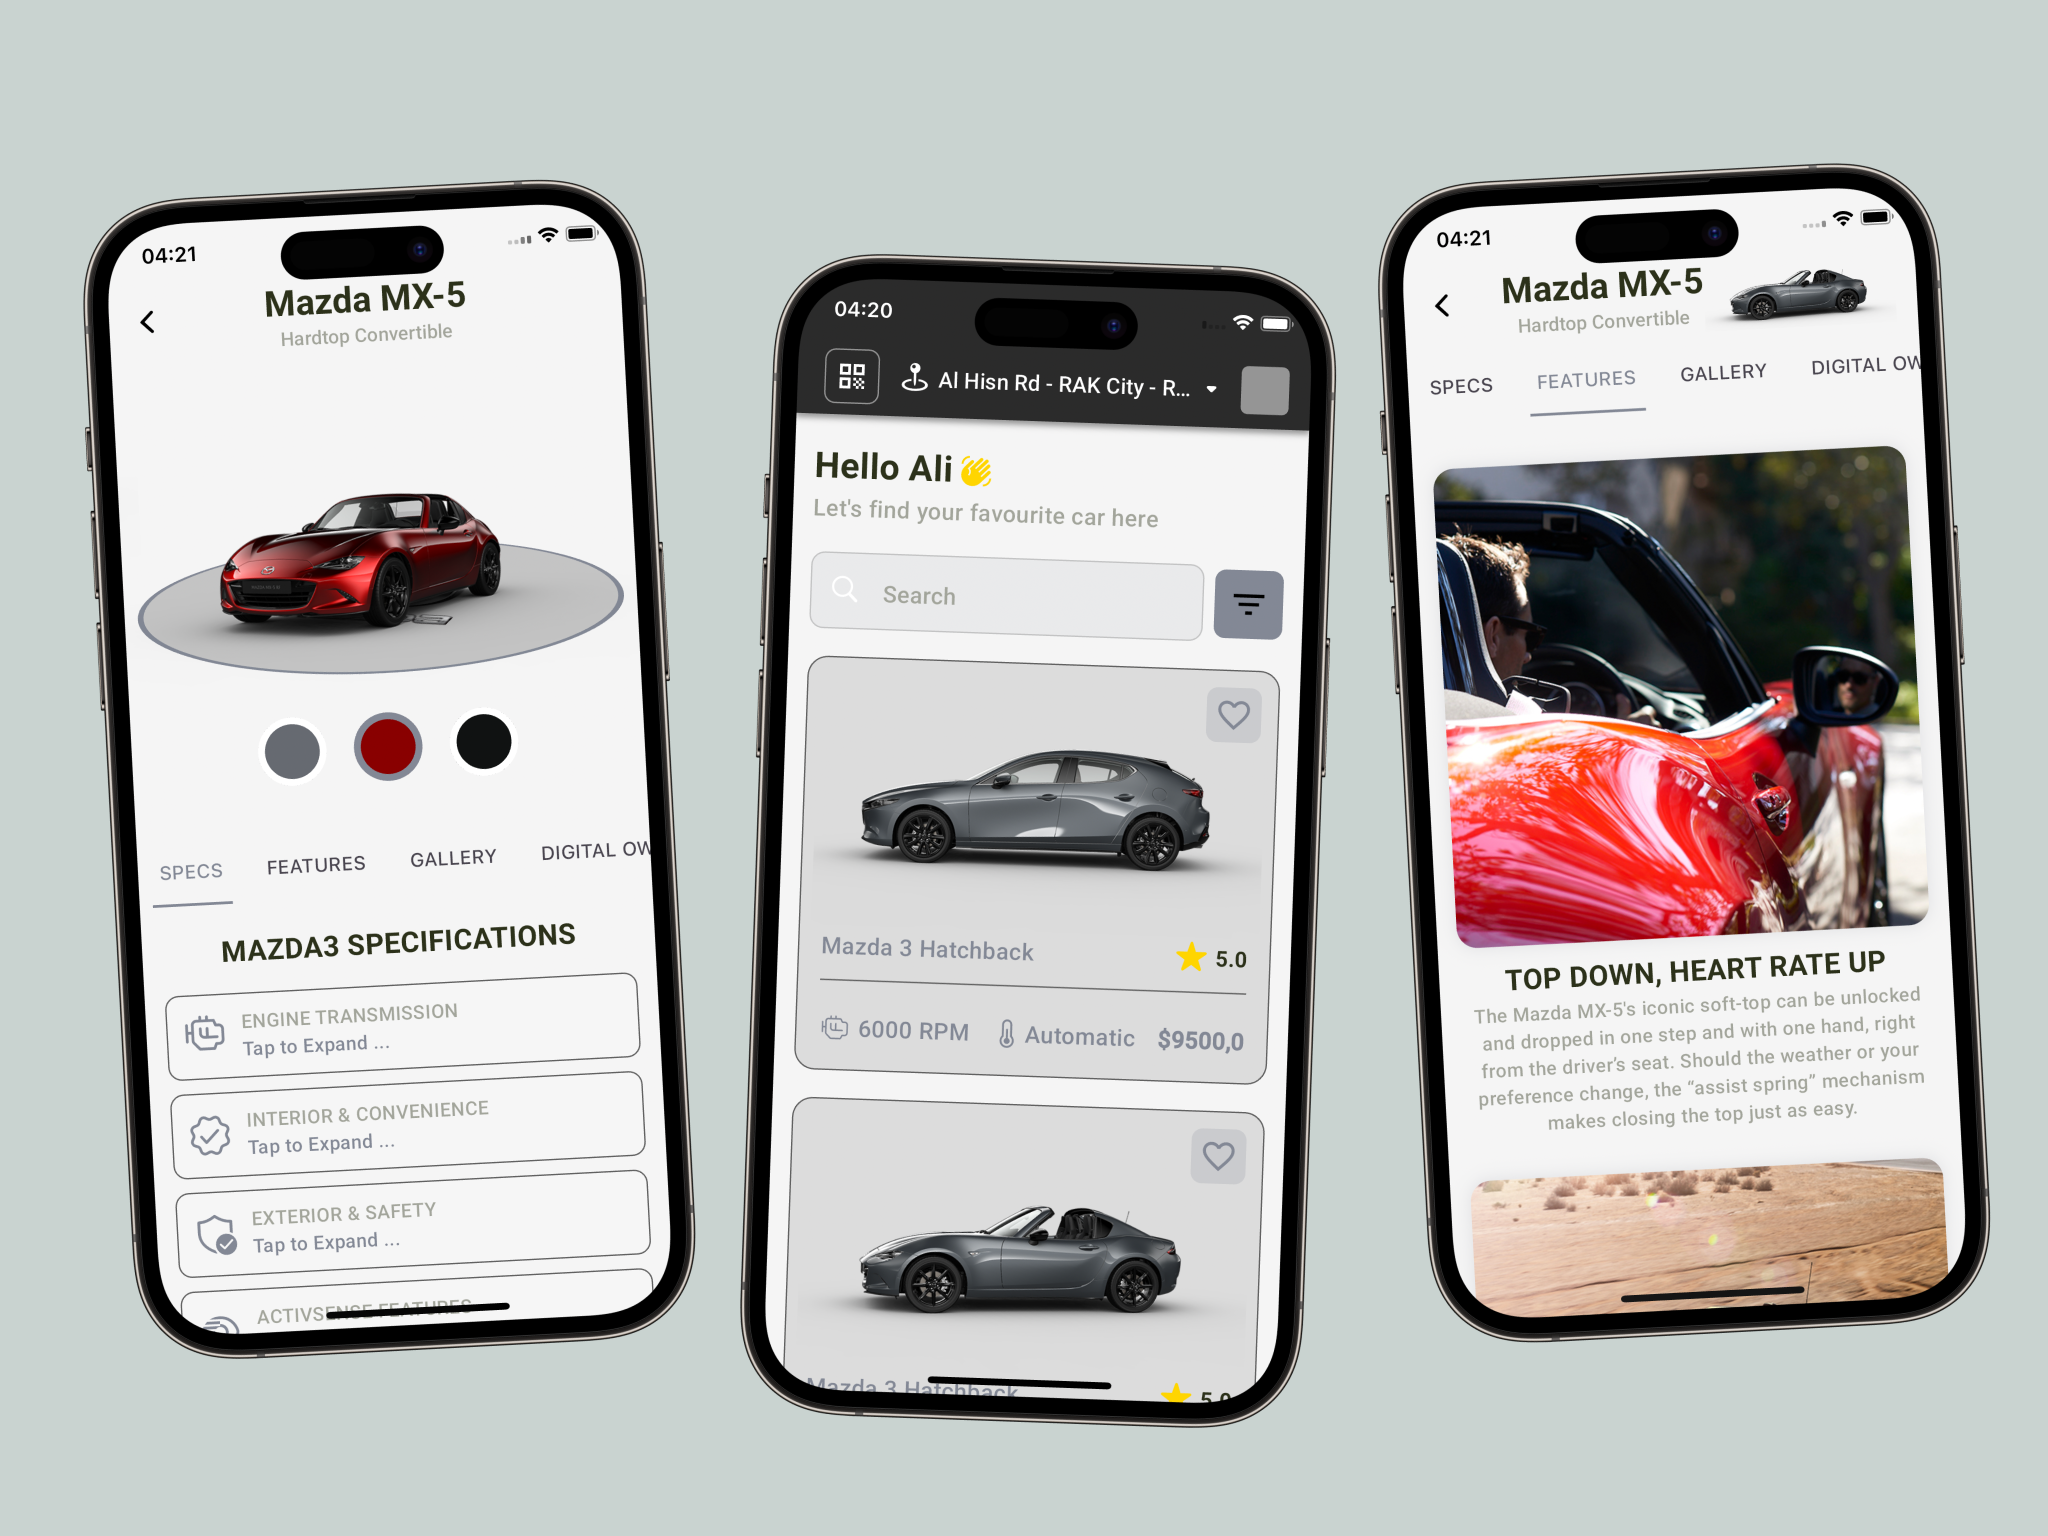 04:21
Mazda MX-5
Hardtop Convertible
SPECS
FEATURES
GALLERY
DIGITAL OW
MAZDA3 SPECIFICATIONS
ENGINE TRANSMISSION
Tap to Expand ...
INTERIOR & CONVENIENCE
Tap to Expand ...
EXTERIOR & SAFETY
Tap to Expand ...
ACTIVSENSE FEATURES
04:20
Al Hisn Rd - RAK City - R...
Hello Ali
Let's find your favourite car here
Search
Mazda 3 Hatchback
5.0
6000 RPM
Automatic
$9500,0
Mazda 3 Hatchback
5.0
04:21
Mazda MX-5
Hardtop Convertible
SPECS
FEATURES
GALLERY
DIGITAL OW
TOP DOWN, HEART RATE UP
The Mazda MX-5's iconic soft-top can be unlocked
and dropped in one step and with one hand, right
from the driver’s seat. Should the weather or your
preference change, the “assist spring” mechanism
makes closing the top just as easy.